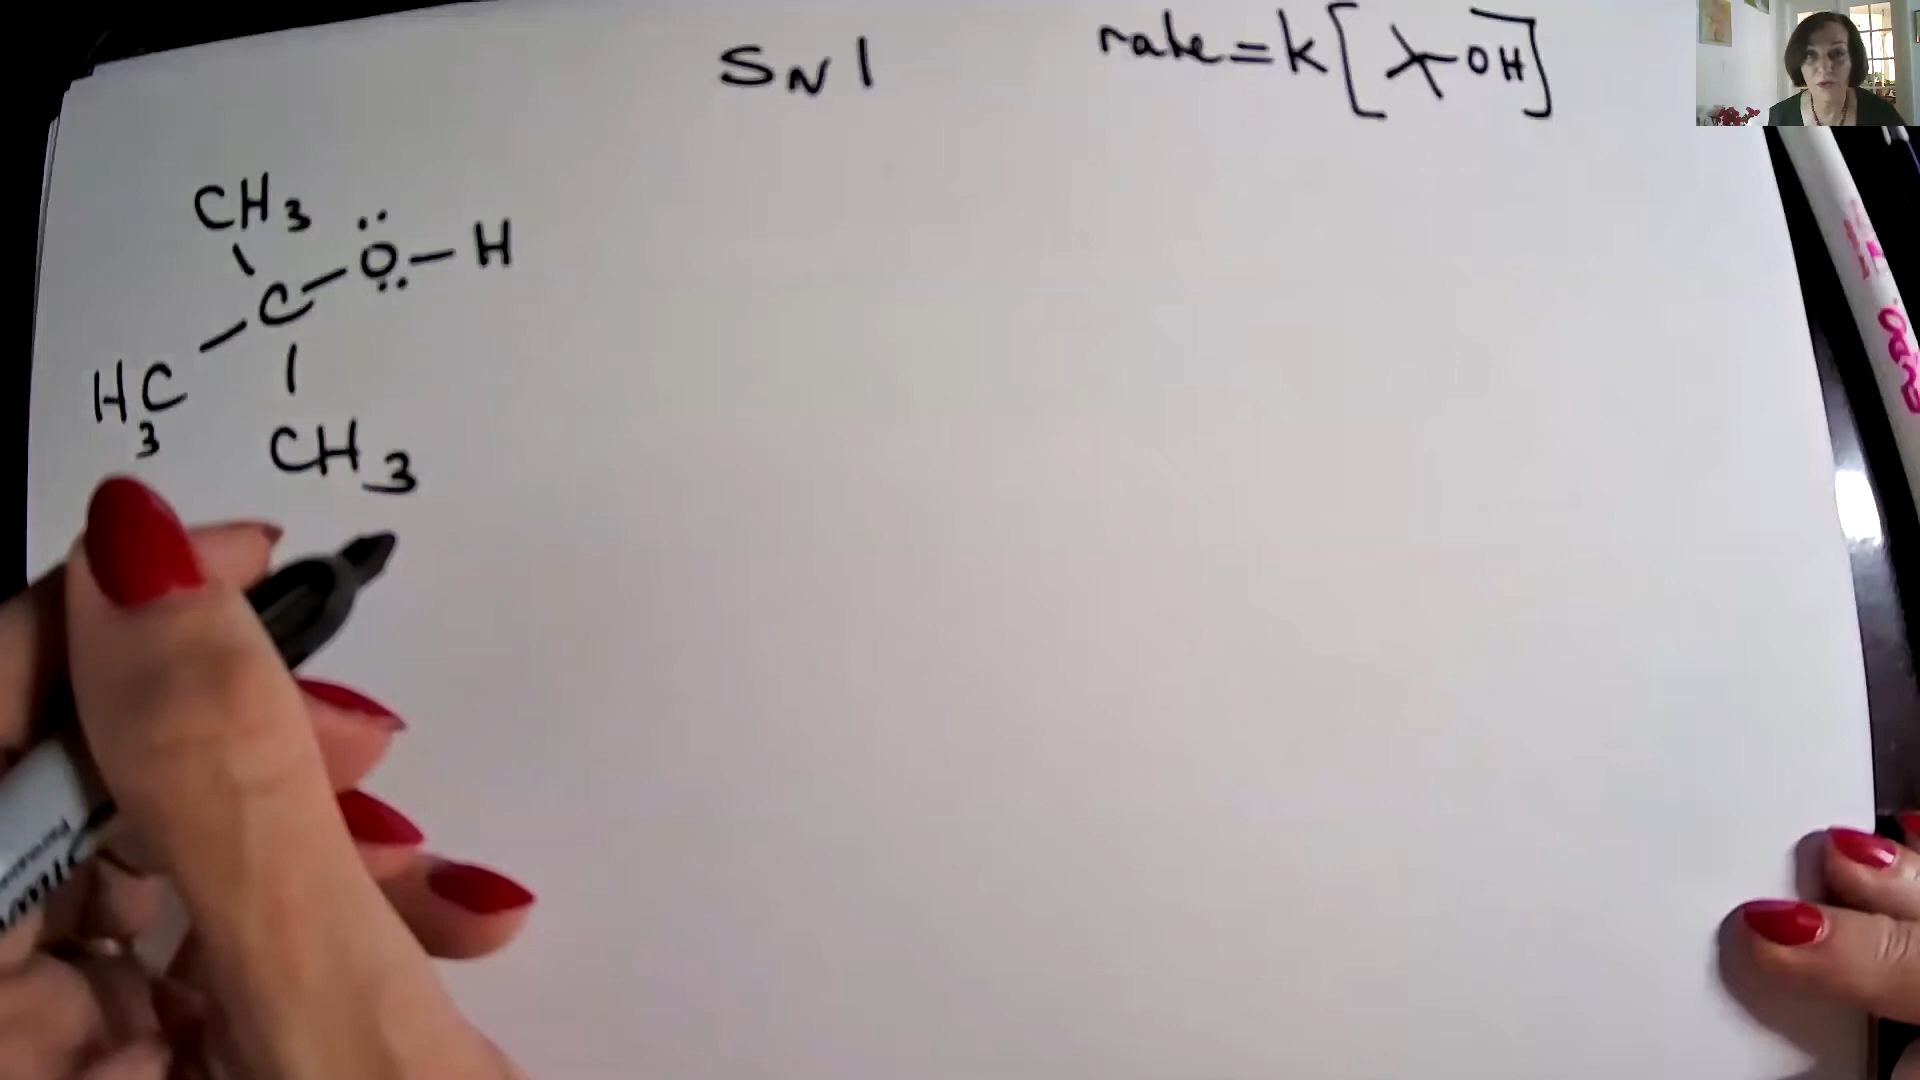 SN1
rate = k [ OH]
CH3
C – Ö – H
H3C
CH3